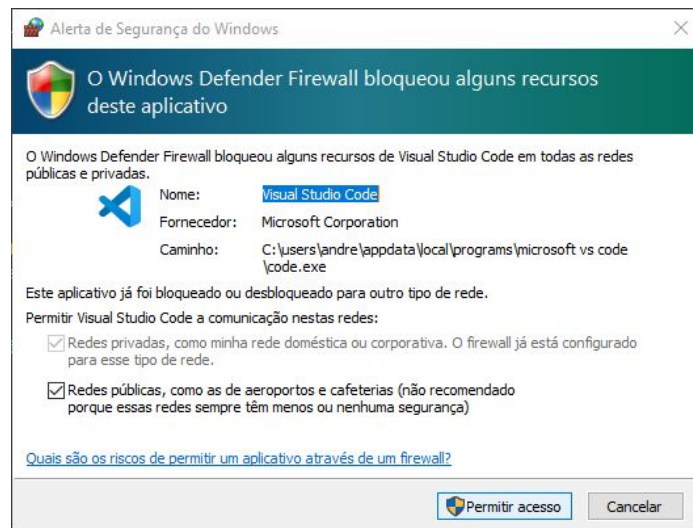 Alerta de Segurança do Windows
O Windows Defender Firewall bloqueou alguns recursos
deste aplicativo
O Windows Defender Firewall bloqueou alguns recursos de Visual Studio Code em todas as redes
públicas e privadas.
Nome: Visual Studio Code
Fornecedor: Microsoft Corporation
Caminho: C:\users\andre\appdata\local\programs\microsoft vs code
\code.exe
Este aplicativo já foi bloqueado ou desbloqueado para outro tipo de rede.
Permitir Visual Studio Code a comunicação nestas redes:
Redes privadas, como minha rede doméstica ou corporativa. O firewall já está configurado
para esse tipo de rede.
Redes públicas, como as de aeroportos e cafeterias (não recomendado
porque essas redes sempre têm menos ou nenhuma segurança)
Quais são os riscos de permitir um aplicativo através de um firewall?
Permitir acesso Cancelar